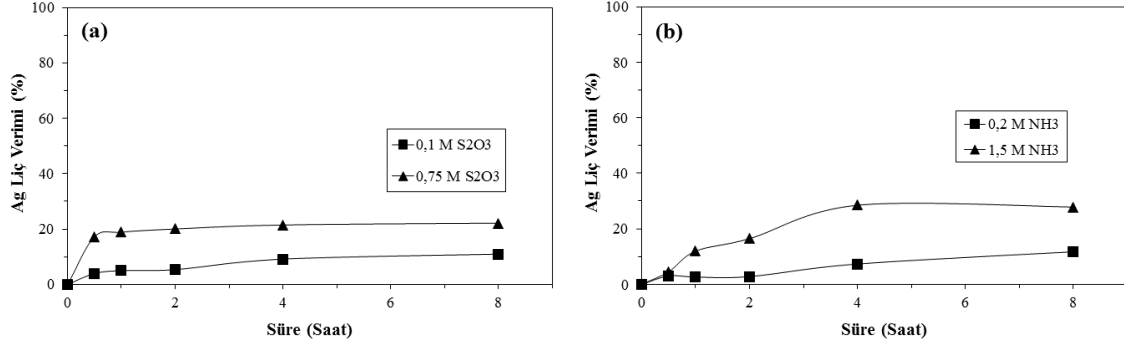 (a)
Ag Liç Verimi (%)
100
80
60
40
20
0
0,1 M S2O3
0,75 M S2O3
0 2 4 6 8
Süre (Saat)
(b)
Ag Liç Verimi (%)
100
80
60
40
20
0
0,2 M NH3
1,5 M NH3
0 2 4 6 8
Süre (Saat)